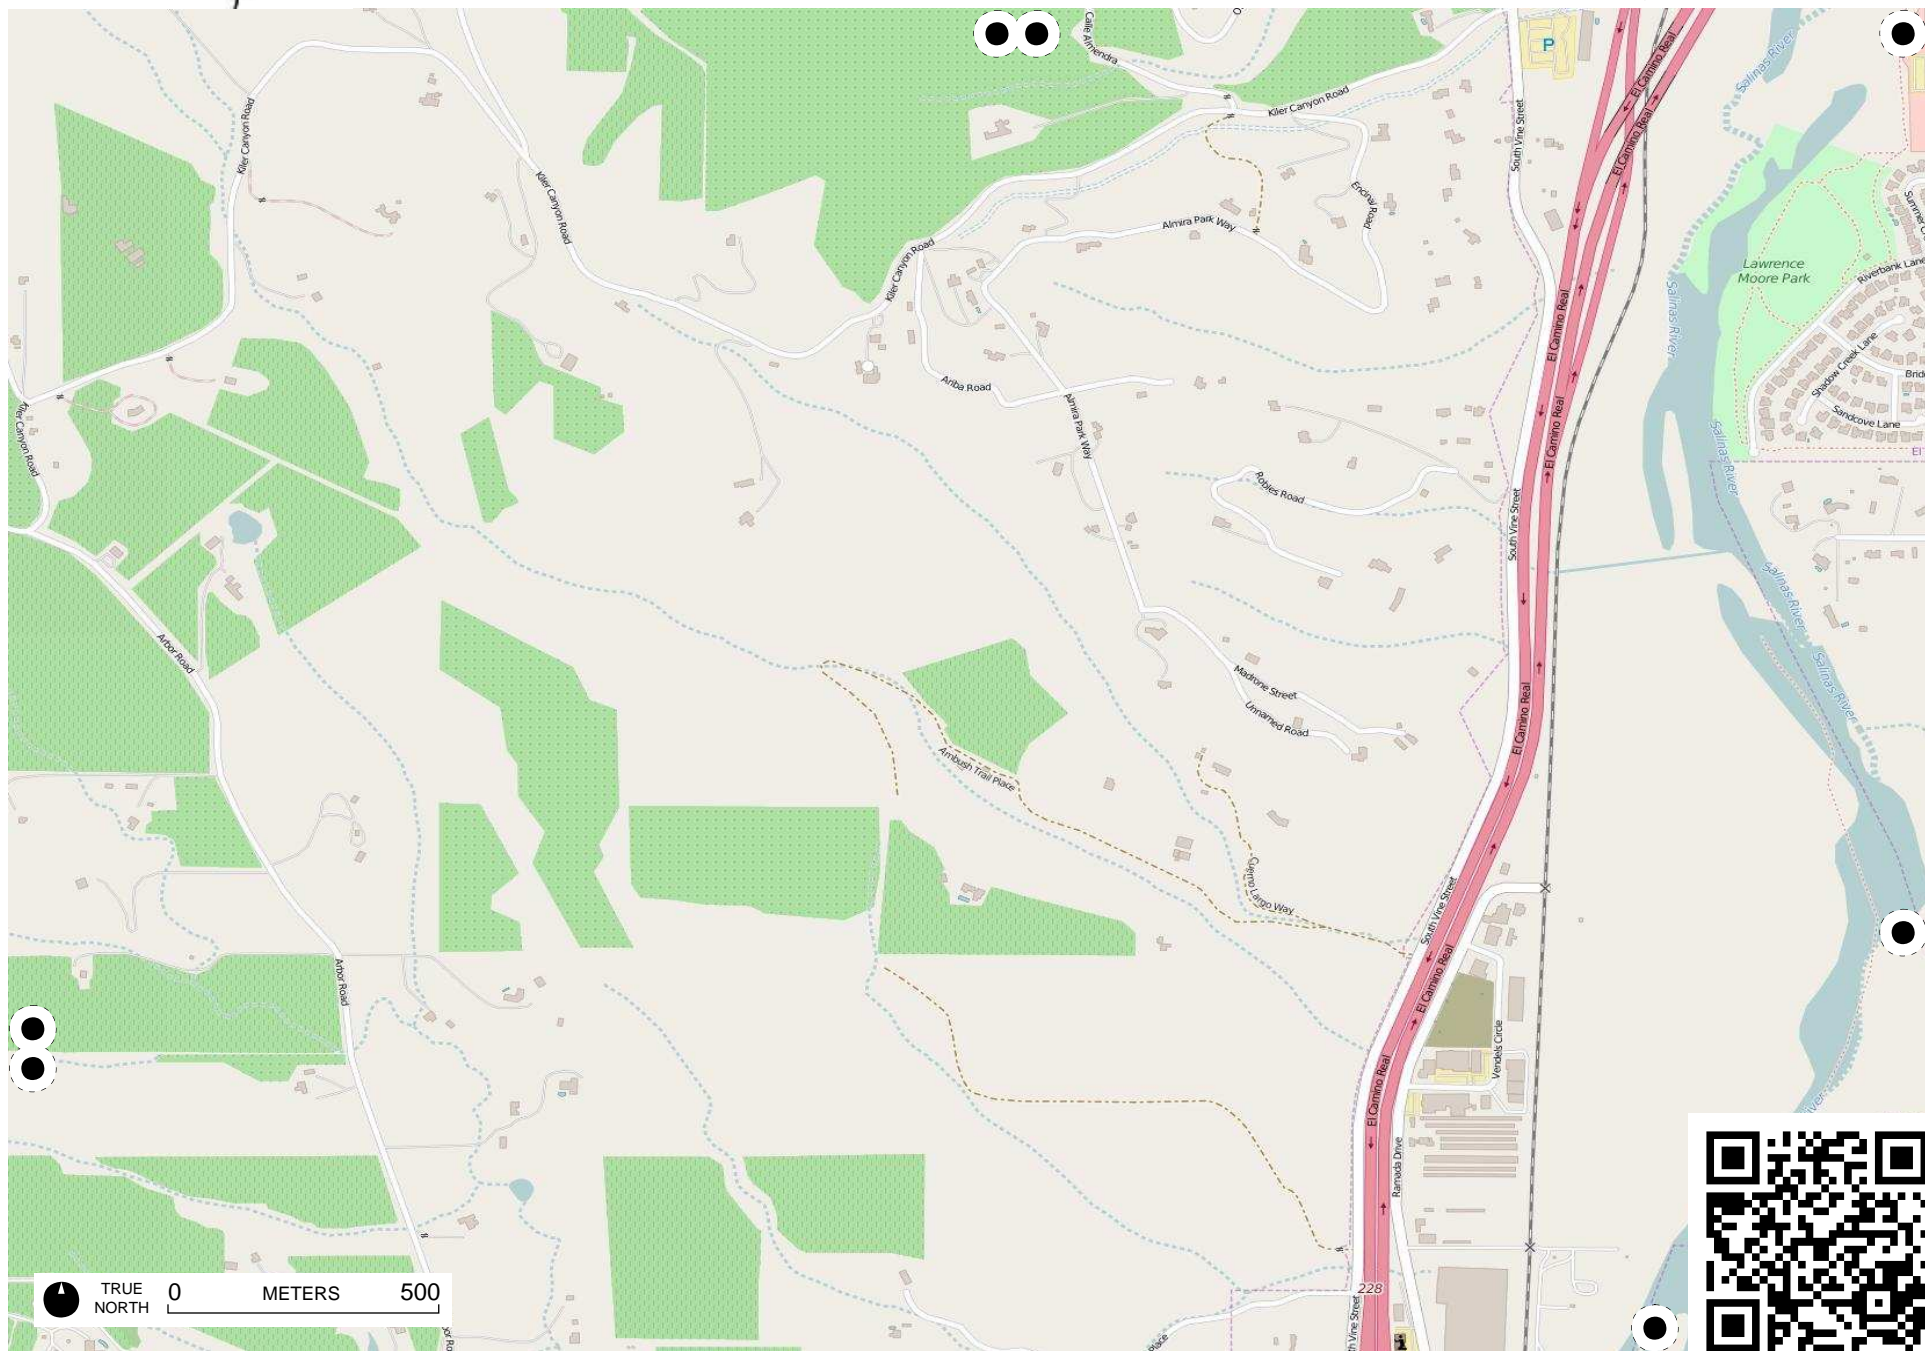 Calle Almendra
P
El Camino Real
Salinas River
Kiler Canyon Road
Kiler Canyon Road
South Vine Street
El Camino Real
Kiler Canyon Road
Encinal Road
Almira Park Way
Kiler Canyon Road
Lawrence
Moore Park
Riverbank Lane
Salinas River
El Camino Real
Shadow Creek Lane
Ariba Road
Sandcove Lane
Almira Park Way
Kiler Canyon Road
El Camino Real
Salinas River
El
Robles Road
South Vine Street
Salinas River
Arbor Road
Salinas River
Madrone Street
Unnamed Road
El Camino Real
Ambush Trail Place
Camino Largo Way
South Vine Street
El Camino Real
Arbor Road
Vendels Circle
El Camino Real
Ramada Drive
TRUE
NORTH
0 METERS 500
228